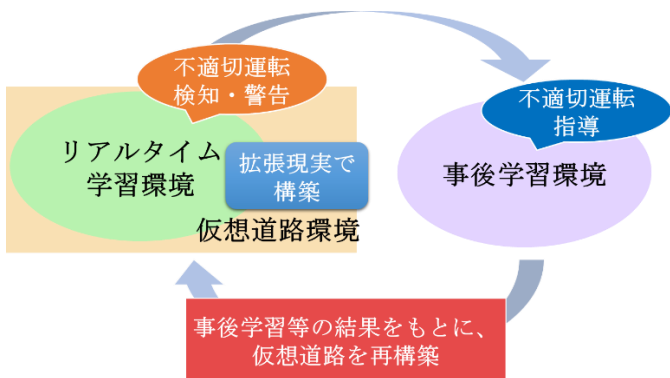 不適切運転
検知・警告
リアルタイム
学習環境
拡張現実で
構築
仮想道路環境
不適切運転
指導
事後学習環境
事後学習等の結果をもとに、
仮想道路を再構築